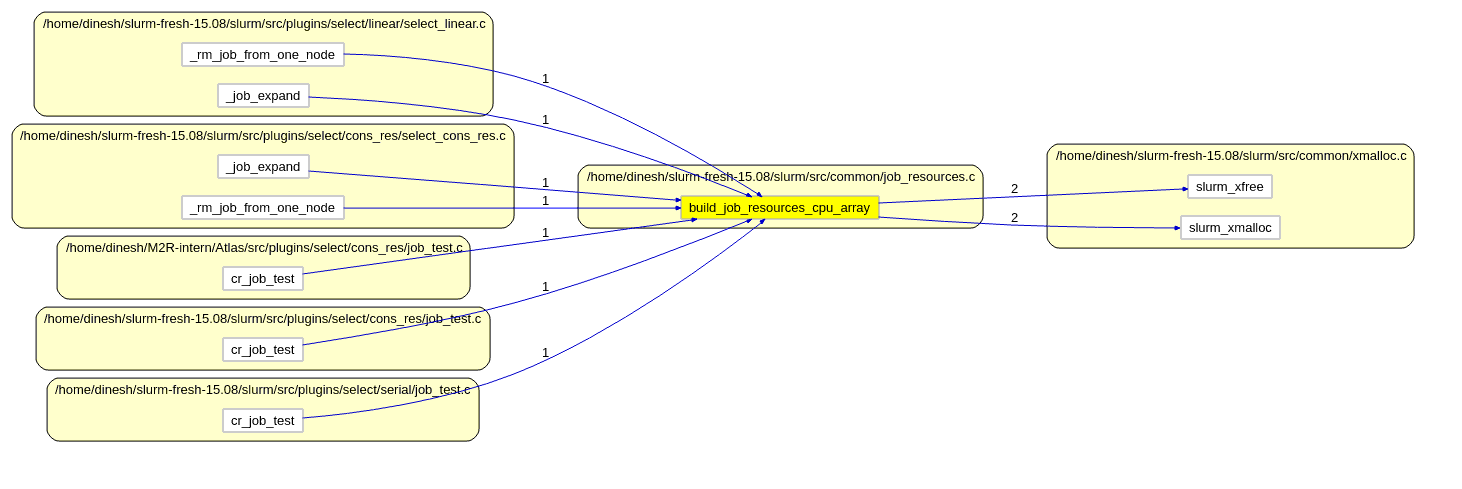 /home/dinesh/slurm-fresh-15.08/slurm/src/plugins/select/linear/select_linear.c
_rm_job_from_one_node
_job_expand
/home/dinesh/slurm-fresh-15.08/slurm/src/plugins/select/cons_res/select_cons_res.c
_job_expand
_rm_job_from_one_node
/home/dinesh/M2R-intern/Atlas/src/plugins/select/cons_res/job_test.c
cr_job_test
/home/dinesh/slurm-fresh-15.08/slurm/src/plugins/select/cons_res/job_test.c
cr_job_test
/home/dinesh/slurm-fresh-15.08/slurm/src/plugins/select/serial/job_test.c
cr_job_test
1
1
1
1
1
1
1
/home/dinesh/slurm-fresh-15.08/slurm/src/common/job_resources.c
build_job_resources_cpu_array
2
2
/home/dinesh/slurm-fresh-15.08/slurm/src/common/xmalloc.c
slurm_xfree
slurm_xmalloc